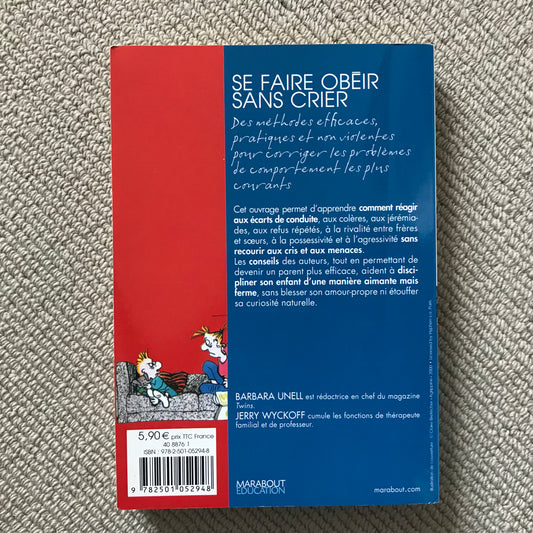 SE FAIRE OBÉIR
SANS CRIER
Des méthodes efficaces,
pratiques et non violentes
pour corriger les problèmes
de comportement les plus
courants
Cet ouvrage permet d'apprendre comment réagir
aux écarts de conduite, aux colères, aux jérémia-
des, aux refus répétés, à la rivalité entre frères
et sœurs, à la possessivité et à l'agressivité sans
recourir aux cris et aux menaces.
Les conseils des auteurs, tout en permettant de
devenir un parent plus efficace, aident à disci-
pliner son enfant d'une manière aimante mais
ferme, sans blesser son amour-propre ni étouffer
sa curiosité naturelle.
BARBARA UNELL est rédactrice en chef du magazine
Twins.
JERRY WYCKOFF cumule les fonctions de thérapeute
familial et de professeur.
5,90 € prix TTC France
40 8876 1
ISBN : 978-2-501-05294-8
9 782501 052948
MARABOUT
EDUCATION
marabout.com
Illustration de couverture : © Claire Bretécher